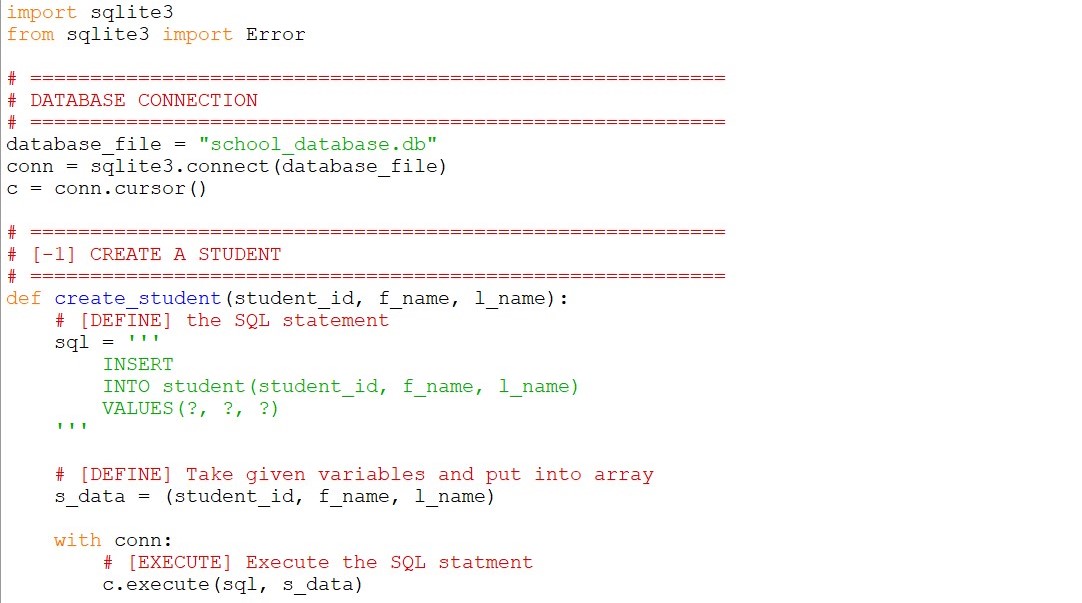 import sqlite3
from sqlite3 import Error
# ==========================================================
# DATABASE CONNECTION
# ==========================================================
database_file = "school_database.db"
conn = sqlite3.connect(database_file)
c = conn.cursor()
# ==========================================================
# [-1] CREATE A STUDENT
# ==========================================================
def create_student(student_id, f_name, l_name):
    # [DEFINE] the SQL statement
    sql = '''
        INSERT
        INTO student(student_id, f_name, l_name)
        VALUES(?, ?, ?)
    '''
    # [DEFINE] Take given variables and put into array
    s_data = (student_id, f_name, l_name)
    with conn:
        # [EXECUTE] Execute the SQL statment
        c.execute(sql, s_data)